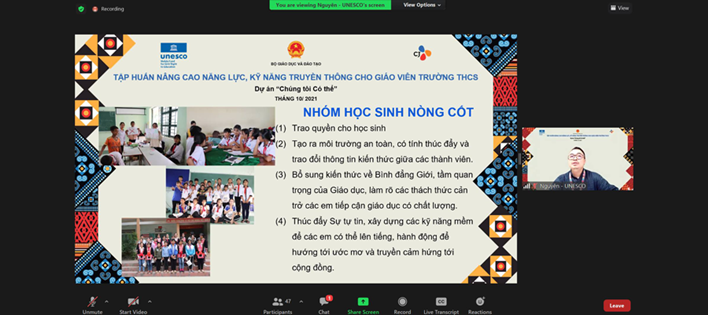 Recording
You are viewing Nguyên - UNESCO's screen
View Options
View
unesco
BỘ GIÁO DỤC VÀ ĐÀO TẠO
CJ
TẬP HUẤN NÂNG CAO NĂNG LỰC, KỸ NĂNG TRUYỀN THÔNG CHO GIÁO VIÊN TRƯỜNG THCS
Dự án "Chúng tôi Có thể"
THÁNG 10/ 2021
NHÓM HỌC SINH NÒNG CỐT
(1) Trao quyền cho học sinh
(2) Tạo ra môi trường an toàn, có tính thúc đẩy và
trao đổi thông tin kiến thức giữa các thành viên.
(3) Bổ sung kiến thức về Bình đẳng Giới, tầm quan
trọng của Giáo dục, làm rõ các thách thức cản
trở các em tiếp cận giáo dục có chất lượng.
(4) Thúc đẩy Sự tự tin, xây dựng các kỹ năng mềm
để các em có thể lên tiếng, hành động để
hướng tới ước mơ và truyền cảm hứng tới
cộng đồng.
Nguyên - UNESCO
Unmute
Start Video
47
Participants
Chat
Share Screen
Record
CC
Live Transcript
Reactions
Leave